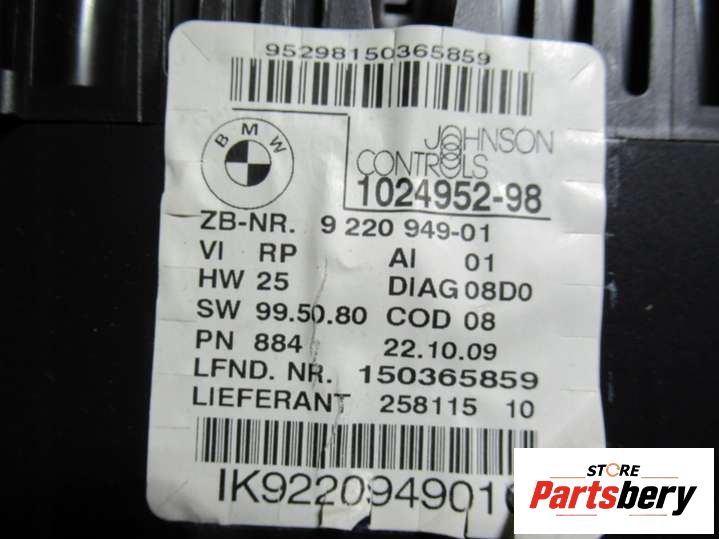 95298150365859
BMW
JOHNSON
CONTROLS
1024952-98
ZB-NR. 9 220 949-01
VI RP AI 01
HW 25 DIAG 08D0
SW 99.50.80 COD 08
PN 884 22.10.09
LFND. NR. 150365859
LIEFERANT 258115 10
IK922094901
STORE
Partsbery